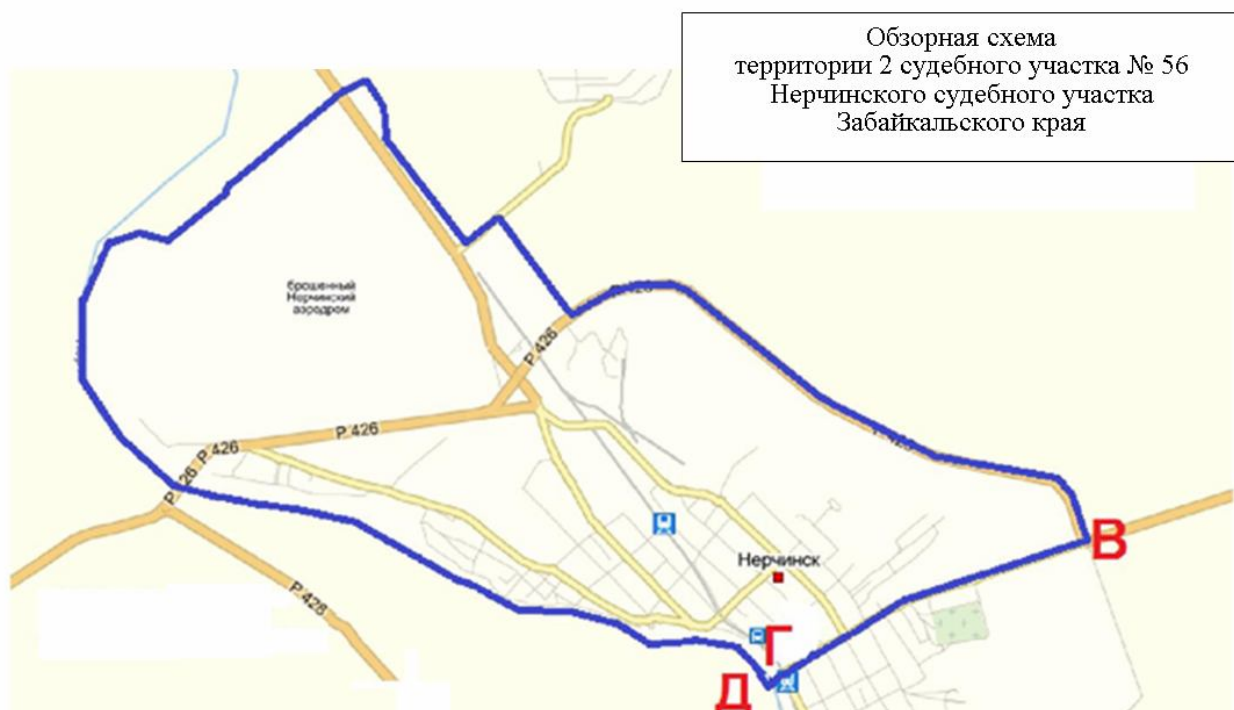 Обзорная схема
территории 2 судебного участка № 56
Нерчинского судебного участка
Забайкальского края
брошенный
Нерчинский
аэродром
Р 426
Р 426
Р 426
Р 426
Р 426
Р 426
Нерчинск
В
Г
Д